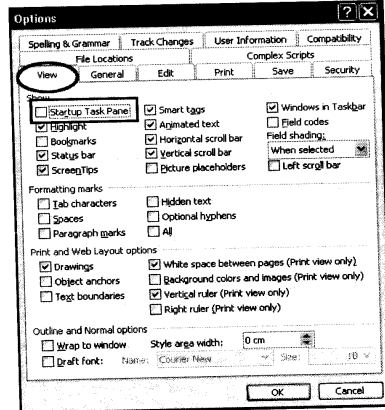 Options
Spelling & Grammar Track Changes User Information Compatibility
File Locations Complex Scripts
View General Edit Print Save Security
Show
Startup Task Pane Smart tags Windows in Taskbar
Highlight Animated text Field codes
Bookmarks Horizontal scroll bar Field shading:
Status bar Vertical scroll bar When selected
ScreenTips Picture placeholders Left scroll bar
Formatting marks
Tab characters Hidden text
Spaces Optional hyphens
Paragraph marks All
Print and Web Layout options
Drawings White space between pages (Print view only)
Object anchors Background colors and images (Print view only)
Text boundaries Vertical ruler (Print view only)
Right ruler (Print view only)
Outline and Normal options
Wrap to window Style area width: 0 cm
Draft font: Name: Courier New Size: 10
OK Cancel